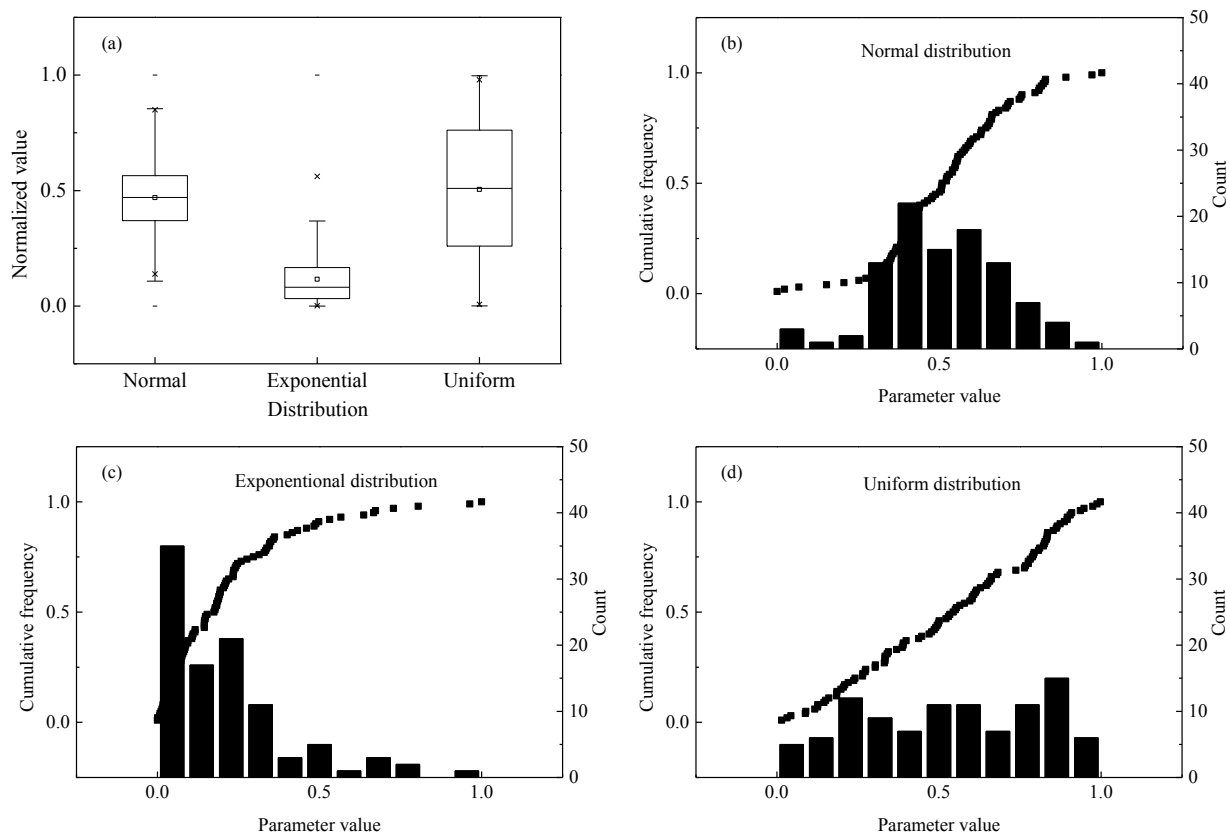 (a)
Normalized value
1.0
0.5
0.0
Normal
Exponential
Uniform
Distribution
(b)
Normal distribution
Cumulative frequency
1.0
0.5
0.0
Count
50
40
30
20
10
0
0.0
0.5
1.0
Parameter value
(c)
Exponentional distribution
Cumulative frequency
1.0
0.5
0.0
Count
50
40
30
20
10
0
0.0
0.5
1.0
Parameter value
(d)
Uniform distribution
Cumulative frequency
1.0
0.5
0.0
Count
50
40
30
20
10
0
0.0
0.5
1.0
Parameter value